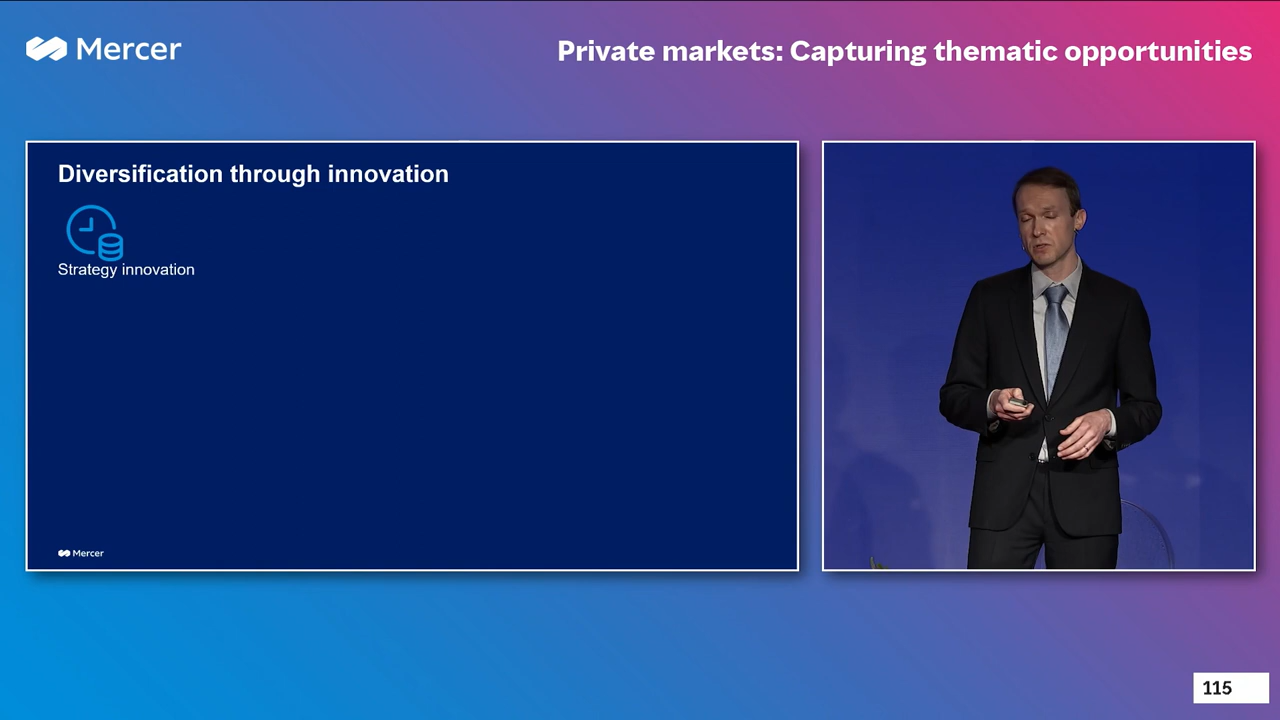 Mercer
Private markets: Capturing thematic opportunities
Diversification through innovation
Strategy innovation
Mercer
115